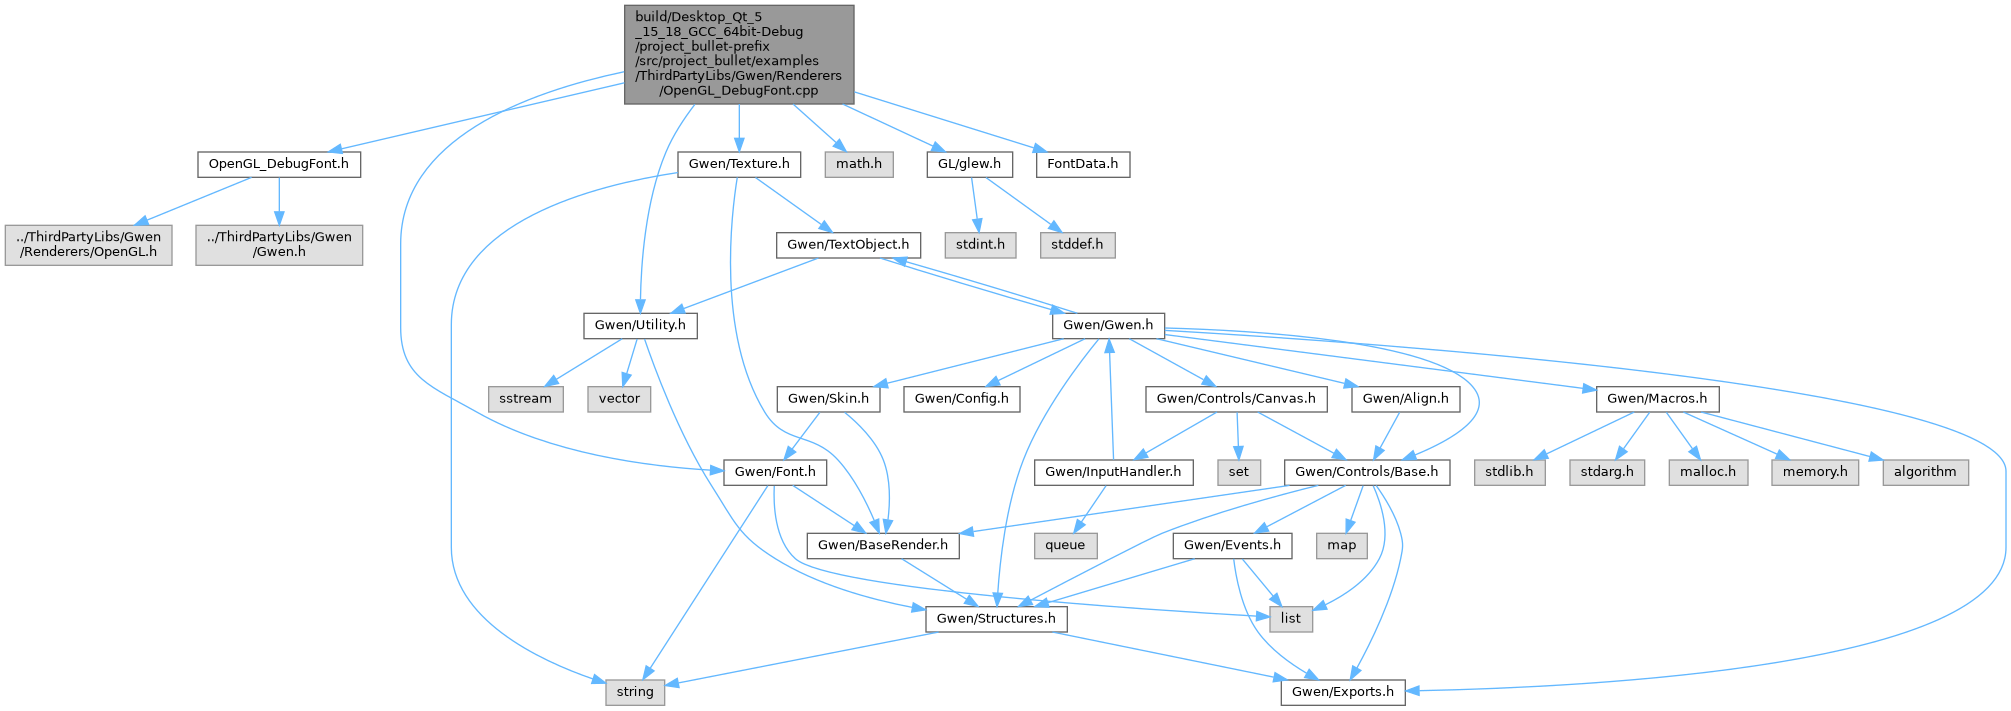 build/Desktop_Qt_5
_15_18_GCC_64bit-Debug
/project_bullet-prefix
/src/project_bullet/examples
/ThirdPartyLibs/Gwen/Renderers
/OpenGL_DebugFont.cpp
OpenGL_DebugFont.h
Gwen/Texture.h
math.h
GL/glew.h
FontData.h
../ThirdPartyLibs/Gwen
/Renderers/OpenGL.h
../ThirdPartyLibs/Gwen
/Gwen.h
Gwen/TextObject.h
stdint.h
stddef.h
Gwen/Utility.h
Gwen/Gwen.h
sstream
vector
Gwen/Skin.h
Gwen/Config.h
Gwen/Controls/Canvas.h
Gwen/Align.h
Gwen/Macros.h
Gwen/Font.h
Gwen/InputHandler.h
set
Gwen/Controls/Base.h
stdlib.h
stdarg.h
malloc.h
memory.h
algorithm
Gwen/BaseRender.h
queue
Gwen/Events.h
map
Gwen/Structures.h
list
string
Gwen/Exports.h